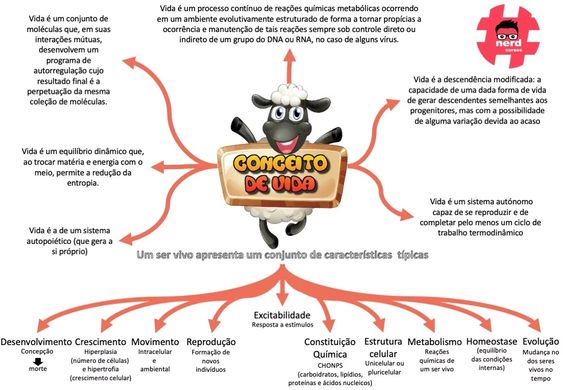 Vida é um processo contínuo de reações químicas metabólicas ocorrendo
em um ambiente evolutivamente estruturado de forma a tornar propícias a
ocorrência e manutenção de tais reações sempre sob controle direto ou
indireto de um grupo do DNA ou RNA, no caso de alguns vírus.
Vida é um conjunto de
moléculas que, em suas
interações mútuas,
desenvolvem um
programa de
autorregulação cujo
resultado final é a
perpetuação da mesma
coleção de moléculas.
nerd
cursos
Vida é a descendência modificada: a
capacidade de uma dada forma de vida
de gerar descendentes semelhantes aos
progenitores, mas com a possibilidade
de alguma variação devida ao acaso
Vida é um equilíbrio dinâmico que,
ao trocar matéria e energia com o
meio, permite a redução da
entropia.
CONCEITO
DE VIDA
Vida é um sistema autónomo
capaz de se reproduzir e de
completar pelo menos um ciclo de
trabalho termodinâmico
Vida é a de um sistema
autopoiético (que gera a
si próprio)
Um ser vivo apresenta um conjunto de características típicas
Excitabilidade
Resposta a estímulos
Desenvolvimento
Concepção
morte
Crescimento
Hiperplasia
(número de células)
e hipertrofia
(crescimento celular)
Movimento
Intracelular e
ambiental
Reprodução
Formação de
novos
indivíduos
Constituição
Química
CHONPS
(carboidratos, lipídios,
proteínas e ácidos nucleicos)
Estrutura
celular
Unicelular ou
pluricelular
Metabolismo
Reações
químicas de
um ser vivo
Homeostase
(equilíbrio
das condições
internas)
Evolução
Mudança no
dos seres
vivos no
tempo